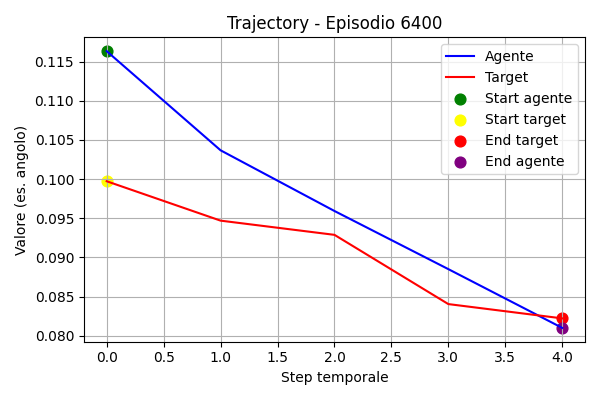 Trajectory - Episodio 6400
Valore (es. angolo)
0.115
0.110
0.105
0.100
0.095
0.090
0.085
0.080
Agente
Target
Start agente
Start target
End target
End agente
0.0 0.5 1.0 1.5 2.0 2.5 3.0 3.5 4.0
Step temporale